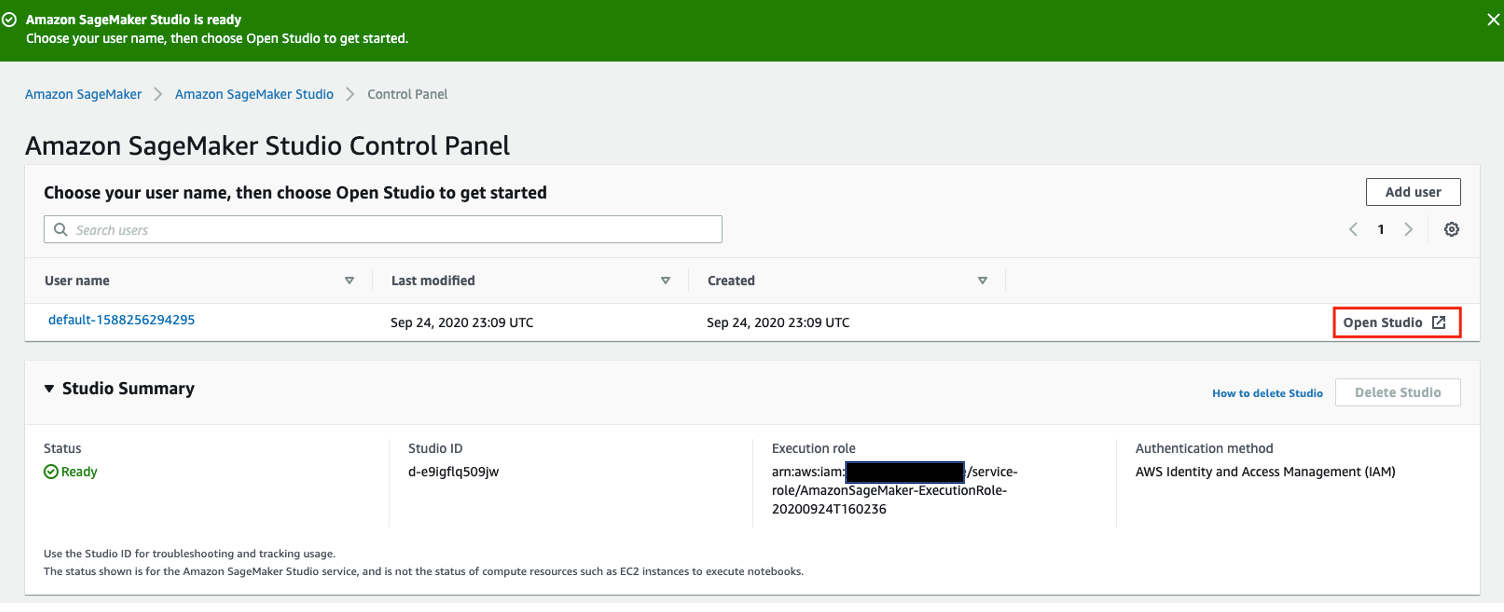 Amazon SageMaker Studio is ready
Choose your user name, then choose Open Studio to get started.
Amazon SageMaker > Amazon SageMaker Studio > Control Panel
Amazon SageMaker Studio Control Panel
Choose your user name, then choose Open Studio to get started
Add user
Search users
1
User name Last modified Created
default-1588256294295 Sep 24, 2020 23:09 UTC Sep 24, 2020 23:09 UTC Open Studio
Studio Summary
How to delete Studio Delete Studio
Status
Ready
Studio ID
d-e9igflq509jw
Execution role
arn:aws:iam: /service-
role/AmazonSageMaker-ExecutionRole-
20200924T160236
Authentication method
AWS Identity and Access Management (IAM)
Use the Studio ID for troubleshooting and tracking usage.
The status shown is for the Amazon SageMaker Studio service, and is not the status of compute resources such as EC2 instances to execute notebooks.